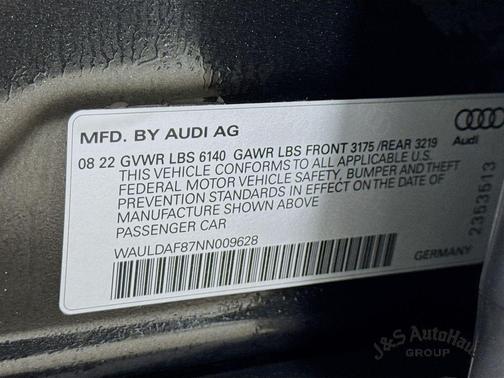 MFD. BY AUDI AG
08 22 GVWR LBS 6140 GAWR LBS FRONT 3175 /REAR 3219
THIS VEHICLE CONFORMS TO ALL APPLICABLE U.S.
FEDERAL MOTOR VEHICLE SAFETY, BUMPER AND THEFT
PREVENTION STANDARDS IN EFFECT ON THE DATE OF
MANUFACTURE SHOWN ABOVE
PASSENGER CAR
WAULDAF87NN009628
GERMANY
Audi
2353513
J&S AutoHaus
GROUP